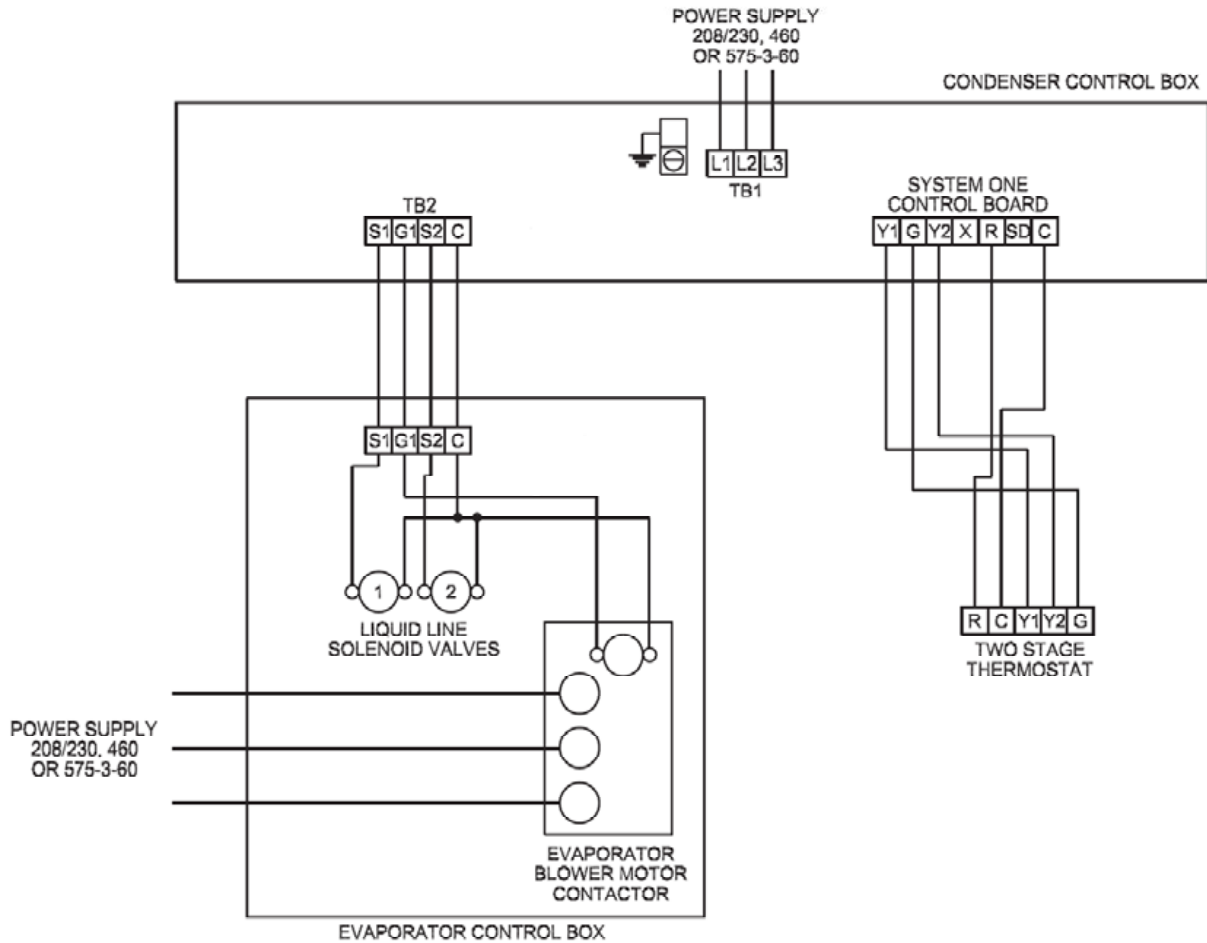 POWER SUPPLY
208/230, 460
OR 575-3-60
CONDENSER CONTROL BOX
L1 L2 L3
TB1
SYSTEM ONE
CONTROL BOARD
TB2
S1 G1 S2 C
Y1 G Y2 X R SD C
S1 G1 S2 C
1 2
LIQUID LINE
SOLENOID VALVES
R C Y1 Y2 G
TWO STAGE
THERMOSTAT
POWER SUPPLY
208/230. 460
OR 575-3-60
EVAPORATOR
BLOWER MOTOR
CONTACTOR
EVAPORATOR CONTROL BOX